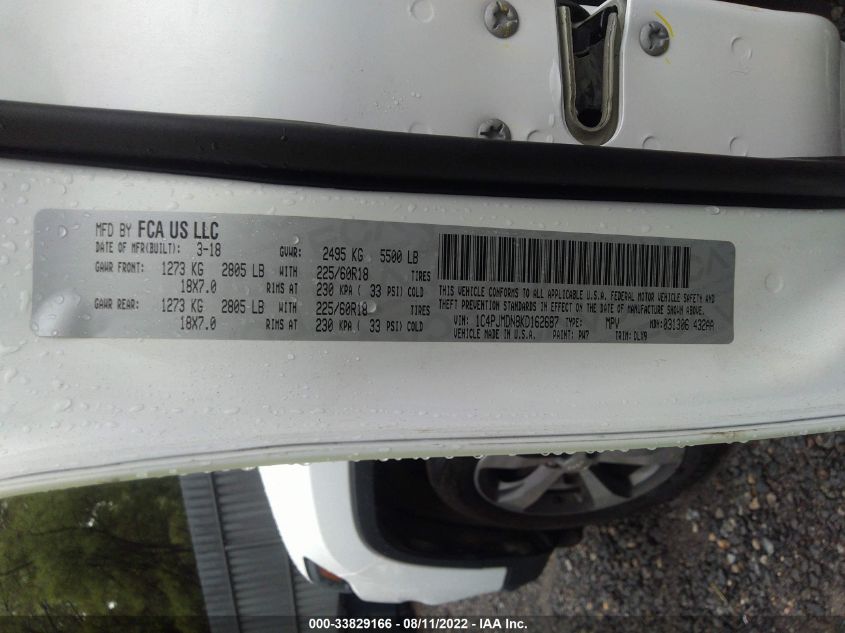 MFD BY FCA US LLC
DATE OF MFR(BUILT): 3-18 GVWR: 2495 KG 5500 LB
GAWR FRONT: 1273 KG 2805 LB WITH 225/60R18 TIRES
18X7.0 RIMS AT 230 KPA ( 33 PSI) COLD
GAWR REAR: 1273 KG 2805 LB WITH 225/60R18 TIRES
18X7.0 RIMS AT 230 KPA ( 33 PSI) COLD
THIS VEHICLE CONFORMS TO ALL APPLICABLE U.S.A. FEDERAL MOTOR VEHICLE SAFETY AND
THEFT PREVENTION STANDARDS IN EFFECT ON THE DATE OF MANUFACTURE SHOWN ABOVE.
VIN: 1C4PJMDN8KD162687 TYPE: MPV MDH: 031306 432AA
VEHICLE MADE IN U.S.A. PAINT: PW7 TRIM: DLX9
000-33829166 - 08/11/2022 - IAA Inc.